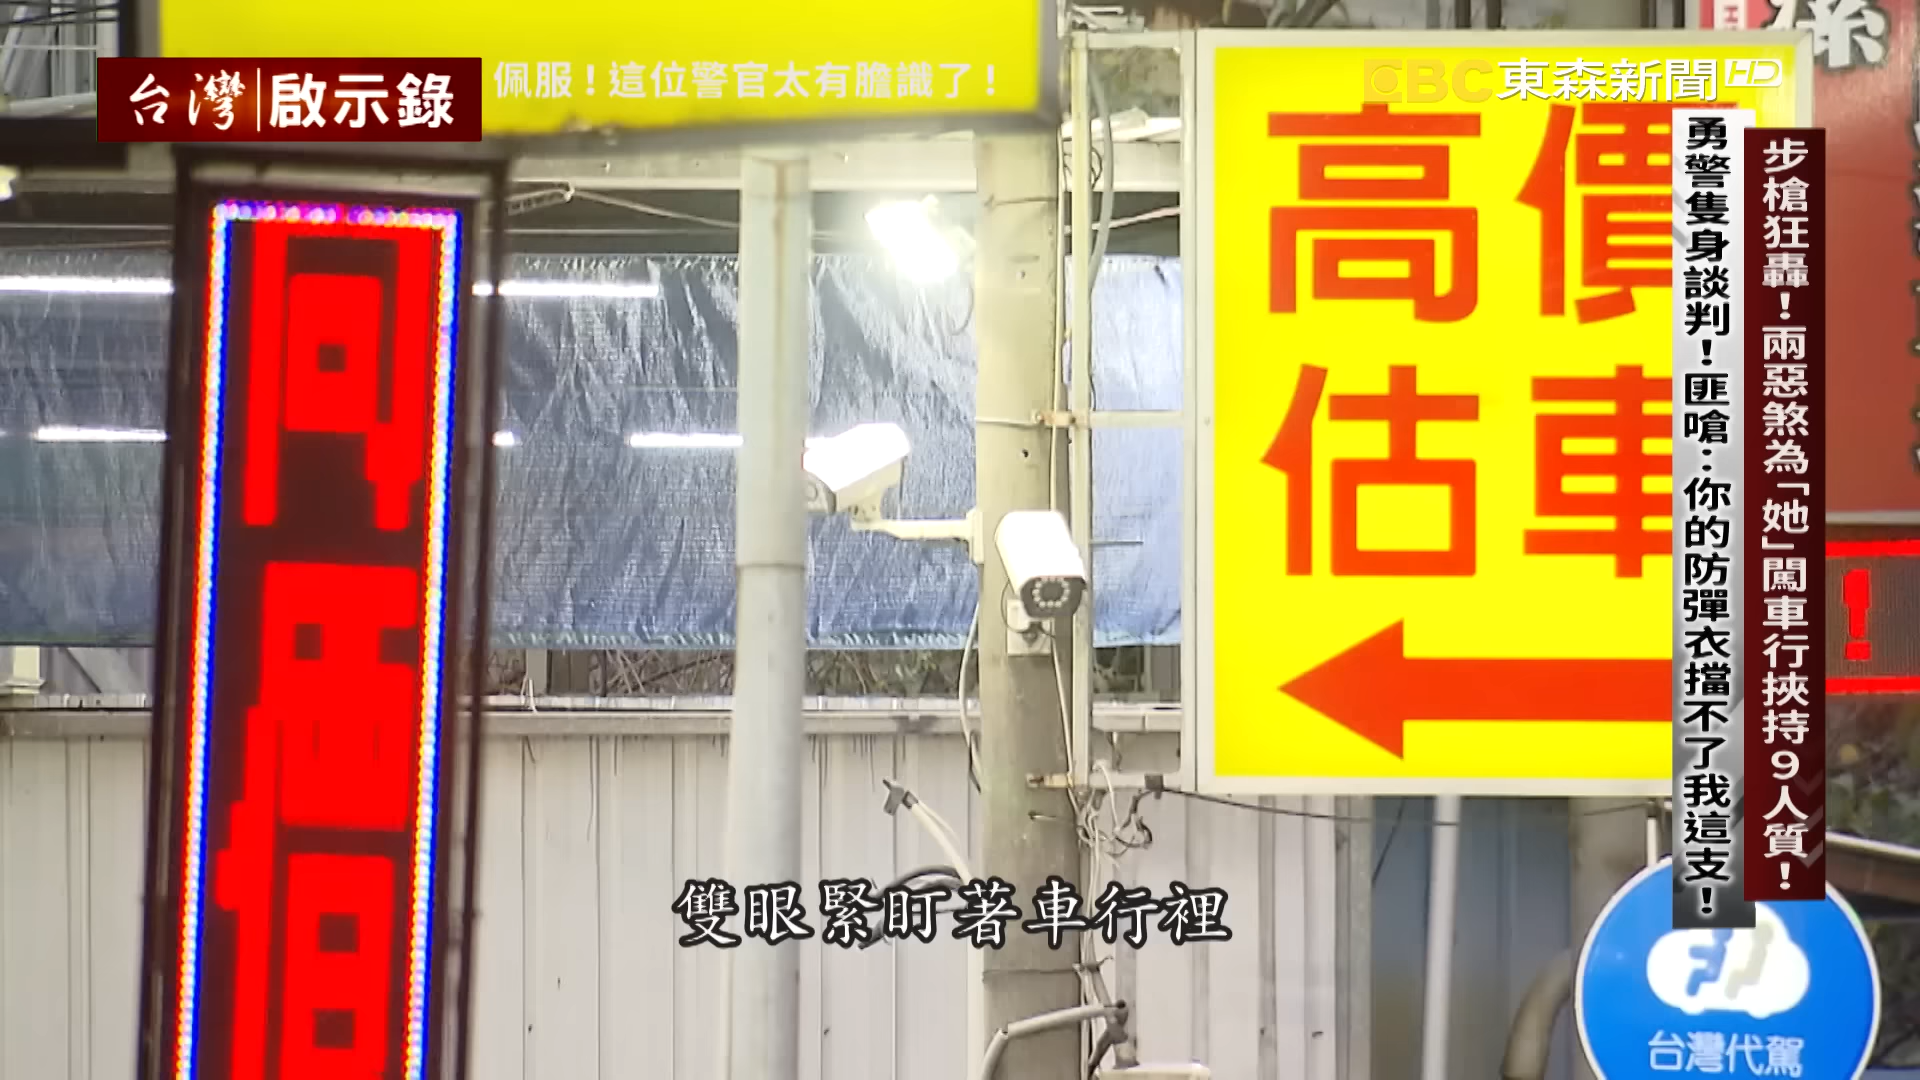 台灣啟示錄
佩服！這位警官太有膽識了！
EBC東森新聞HD
步槍狂轟！兩惡煞為「她」闖車行挾持9人質！
勇警隻身談判！匪嗆：你的防彈衣擋不了我這支！
高價
估車
高價
雙眼緊盯著車行裡
台灣代駕